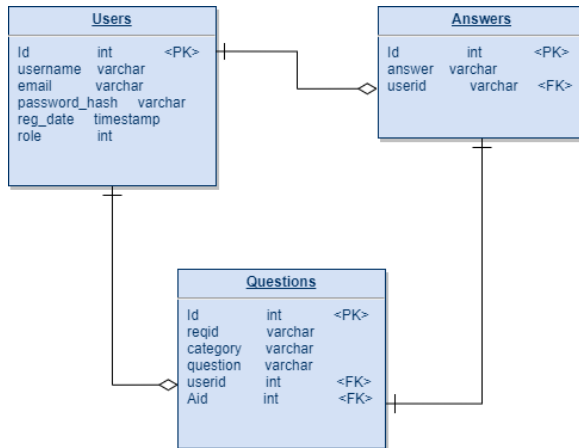 Users
Id int <PK>
username varchar
email varchar
password_hash varchar
reg_date timestamp
role int
Answers
Id int <PK>
answer varchar
userid varchar <FK>
Questions
Id int <PK>
reqid varchar
category varchar
question varchar
userid int <FK>
Aid int <FK>